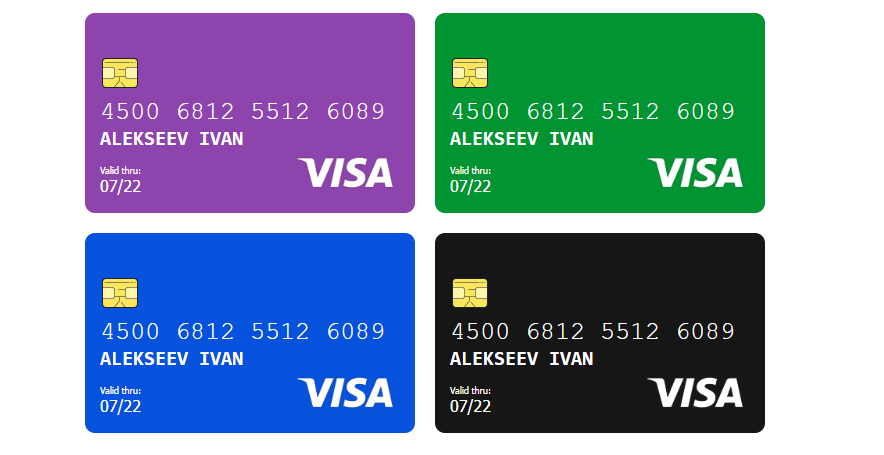 4500 6812 5512 6089
ALEKSEEV IVAN
Valid thru:
07/22
VISA
4500 6812 5512 6089
ALEKSEEV IVAN
Valid thru:
07/22
VISA
4500 6812 5512 6089
ALEKSEEV IVAN
Valid thru:
07/22
VISA
4500 6812 5512 6089
ALEKSEEV IVAN
Valid thru:
07/22
VISA